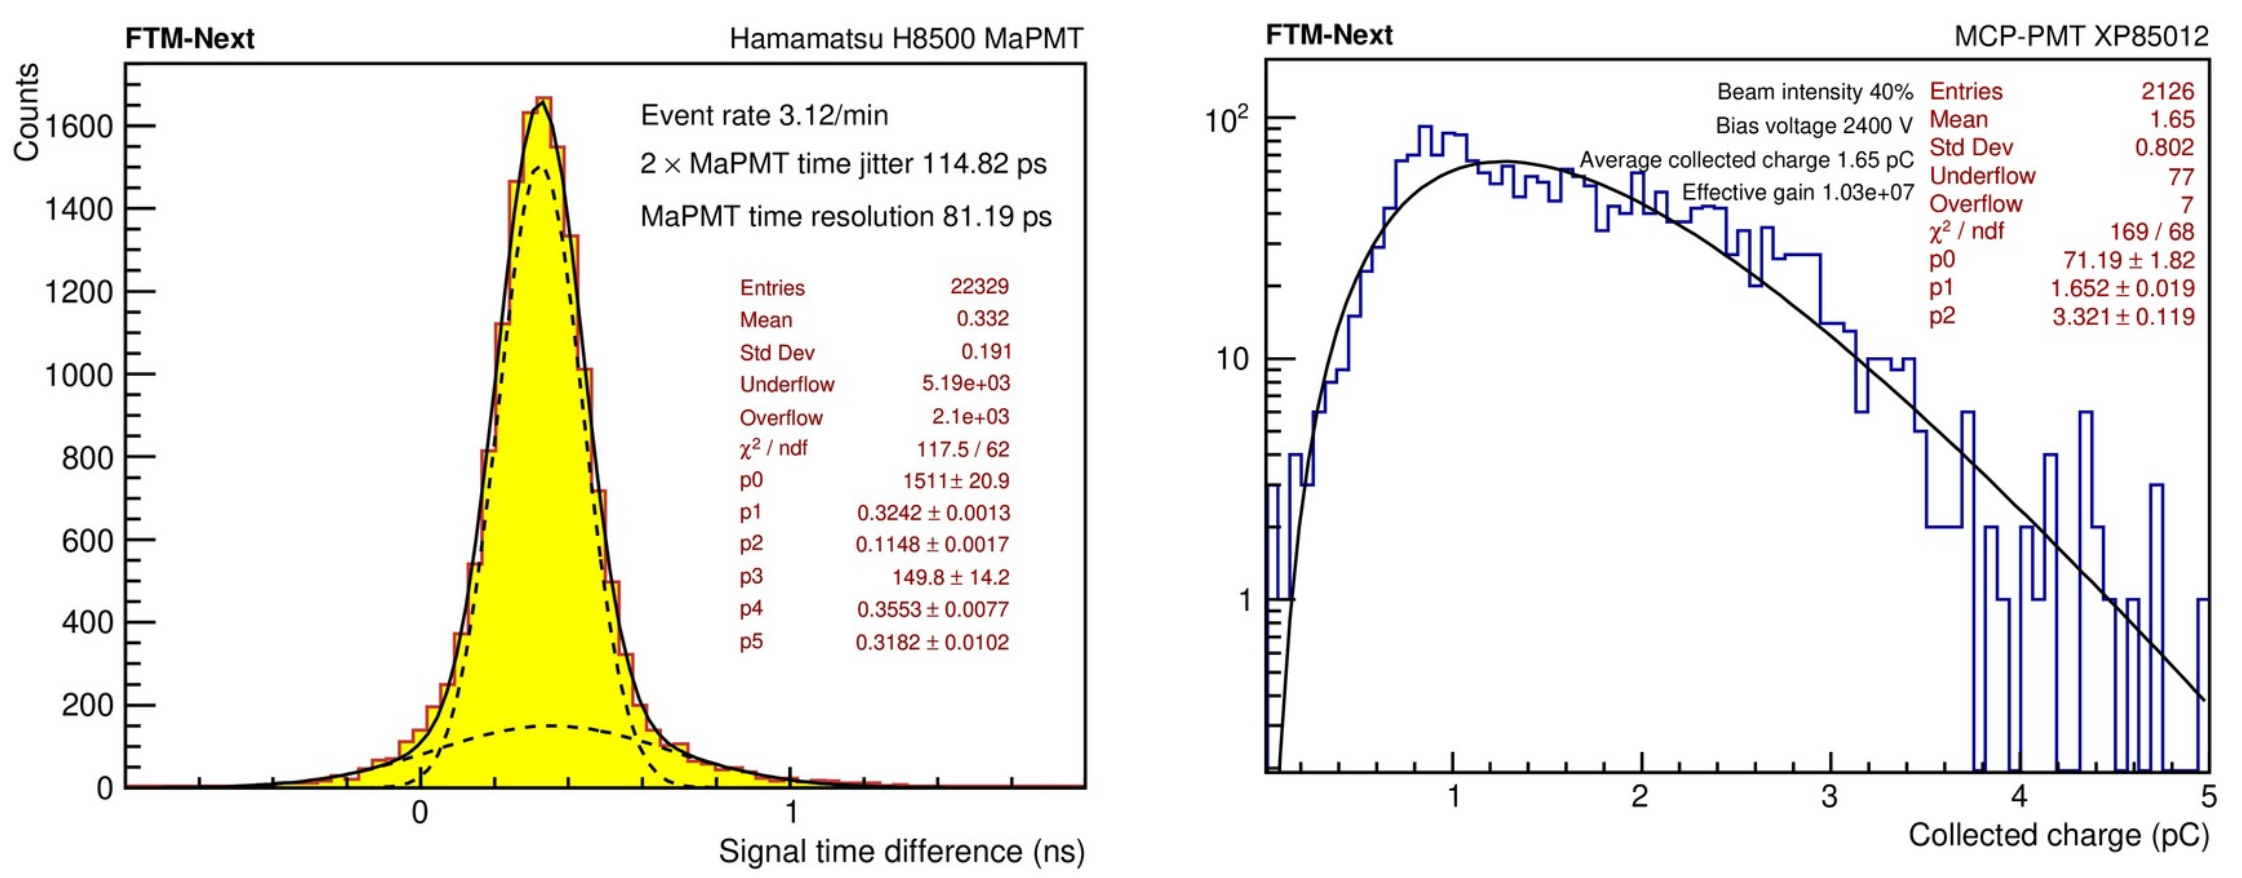 FTM-Next
Hamamatsu H8500 MaPMT
Counts
Event rate 3.12/min
2 × MaPMT time jitter 114.82 ps
MaPMT time resolution 81.19 ps
Entries 22329
Mean 0.332
Std Dev 0.191
Underflow 5.19e+03
Overflow 2.1e+03
χ² / ndf 117.5 / 62
p0 1511± 20.9
p1 0.3242 ± 0.0013
p2 0.1148 ± 0.0017
p3 149.8 ± 14.2
p4 0.3553 ± 0.0077
p5 0.3182 ± 0.0102
1600
1400
1200
1000
800
600
400
200
0
0 1
Signal time difference (ns)
FTM-Next
MCP-PMT XP85012
Beam intensity 40%
Bias voltage 2400 V
Average collected charge 1.65 pC
Effective gain 1.03e+07
Entries 2126
Mean 1.65
Std Dev 0.802
Underflow 77
Overflow 7
χ² / ndf 169 / 68
p0 71.19 ± 1.82
p1 1.652 ± 0.019
p2 3.321 ± 0.119
10²
10
1
1 2 3 4 5
Collected charge (pC)